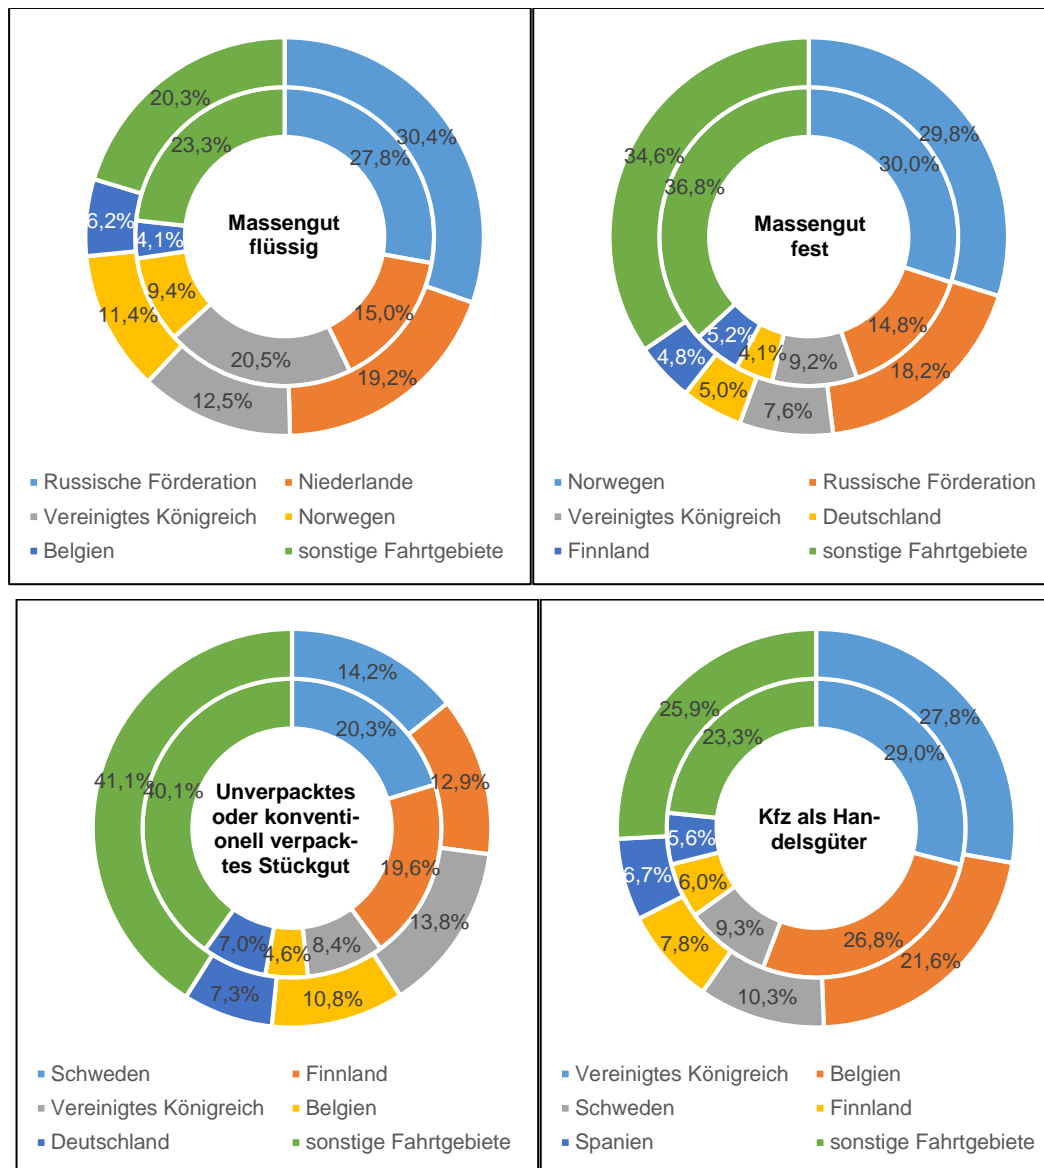 20,3%
30,4%
23,3%
27,8%
Massengut
flüssig
6,2%
4,1%
9,4%
11,4%
15,0%
20,5%
19,2%
12,5%
Russische Förderation
Niederlande
Vereinigtes Königreich
Norwegen
Belgien
sonstige Fahrtgebiete
29,8%
34,6%
30,0%
36,8%
Massengut
fest
14,8%
5,2%
4,1%
9,2%
4,8%
18,2%
5,0%
7,6%
Norwegen
Russische Förderation
Vereinigtes Königreich
Deutschland
Finnland
sonstige Fahrtgebiete
14,2%
20,3%
41,1%
40,1%
12,9%
Unverpacktes
oder konventi-
onell verpack-
tes Stückgut
19,6%
13,8%
7,0%
4,6%
8,4%
7,3%
10,8%
Schweden
Finnland
Vereinigtes Königreich
Belgien
Deutschland
sonstige Fahrtgebiete
25,9%
27,8%
23,3%
29,0%
Kfz als Han-
delsgüter
5,6%
6,7%
6,0%
9,3%
26,8%
7,8%
21,6%
10,3%
Vereinigtes Königreich
Belgien
Schweden
Finnland
Spanien
sonstige Fahrtgebiete